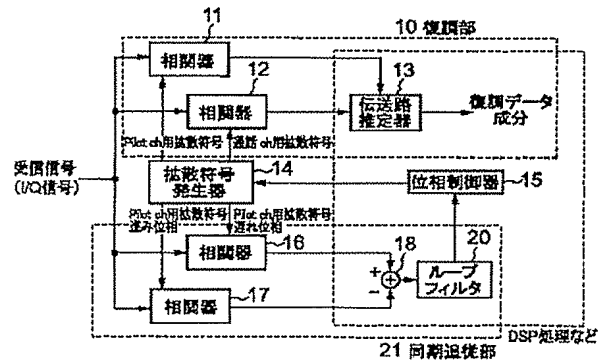 11
10 復調部
相関器
12
13
相関器
伝送路
推定器
復調データ
成分
Pilot ch用拡散符号
通話 ch用拡散符号
受信信号
(I/Q信号)
拡散符号
発生器
14
位相制御器
15
Pilot ch用拡散符号
進み位相
Pilot ch用拡散符号
遅れ位相
相関器
16
+
18
20
−
ループ
フィルタ
相関器
17
DSP処理など
21 同期追従部